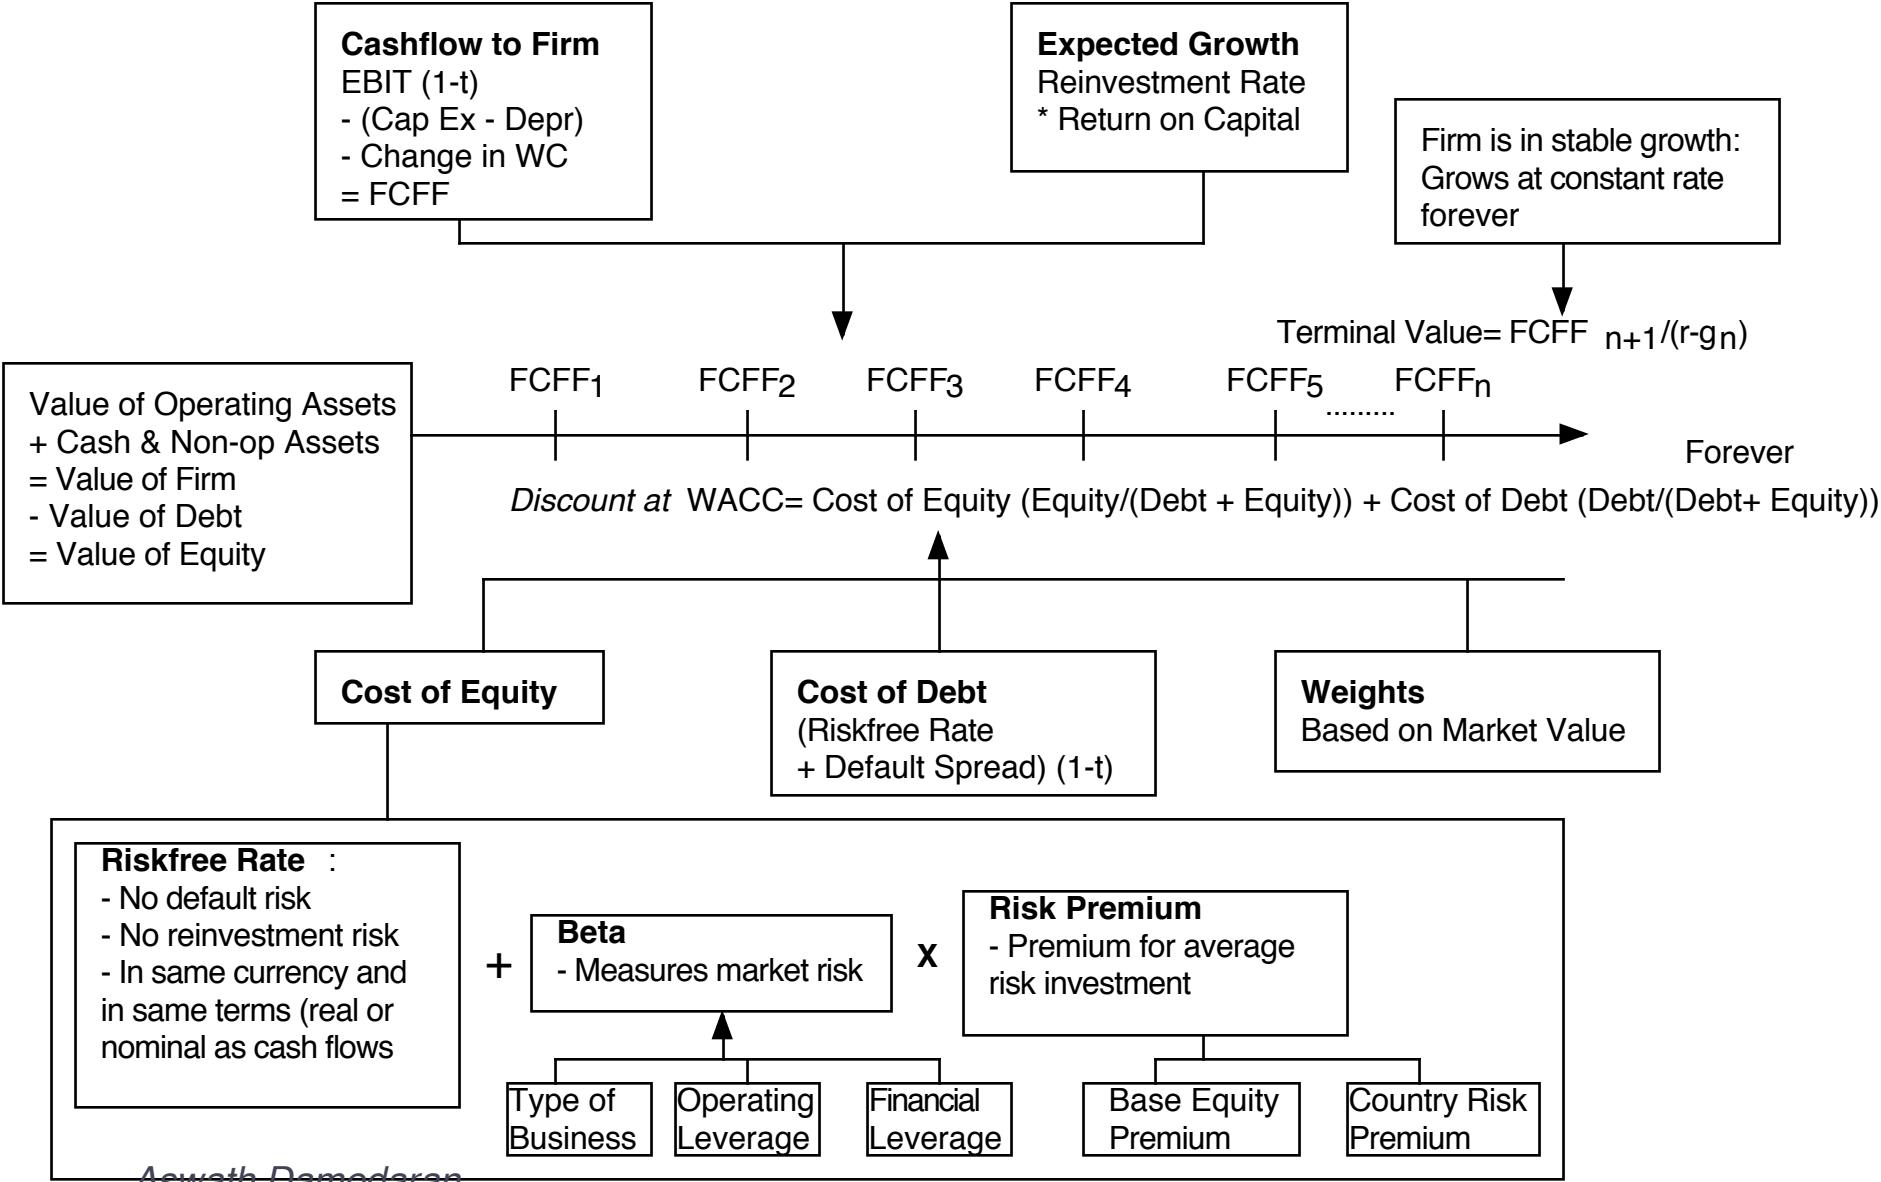 Cashflow to Firm
EBIT (1-t)
- (Cap Ex - Depr)
- Change in WC
= FCFF
Expected Growth
Reinvestment Rate
* Return on Capital
Firm is in stable growth:
Grows at constant rate
forever
Terminal Value= FCFF n+1/(r-gn)
FCFF1 FCFF2 FCFF3 FCFF4 FCFF5 ......... FCFFn
Forever
Value of Operating Assets
+ Cash & Non-op Assets
= Value of Firm
- Value of Debt
= Value of Equity
Discount at WACC= Cost of Equity (Equity/(Debt + Equity)) + Cost of Debt (Debt/(Debt+ Equity))
Cost of Equity
Cost of Debt
(Riskfree Rate
+ Default Spread) (1-t)
Weights
Based on Market Value
Riskfree Rate :
- No default risk
- No reinvestment risk
- In same currency and
in same terms (real or
nominal as cash flows
+
Beta
- Measures market risk
X
Risk Premium
- Premium for average
risk investment
Type of
Business
Operating
Leverage
Financial
Leverage
Base Equity
Premium
Country Risk
Premium
Aswath Damodaran